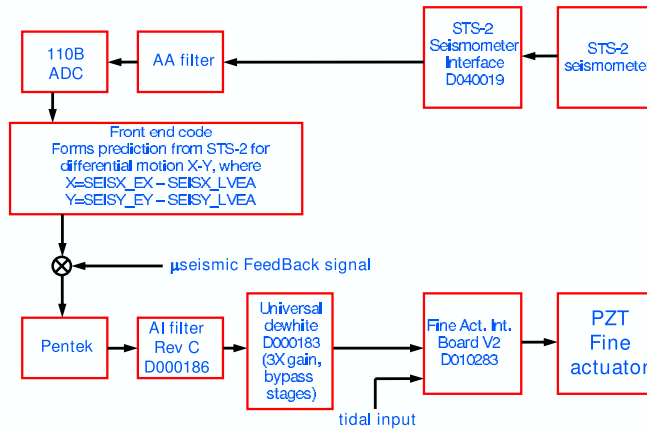 110B
ADC
AA filter
STS-2
Seismometer
Interface
D040019
STS-2
seismometer
Front end code
Forms prediction from STS-2 for
differential motion X-Y, where
X=SEISX_EX – SEISX_LVEA
Y=SEISY_EY – SEISY_LVEA
μseismic FeedBack signal
Pentek
AI filter
Rev C
D000186
Universal
dewhite
D000183
(3X gain,
bypass
stages)
Fine Act. Int.
Board V2
D010283
PZT
Fine
actuator
tidal input